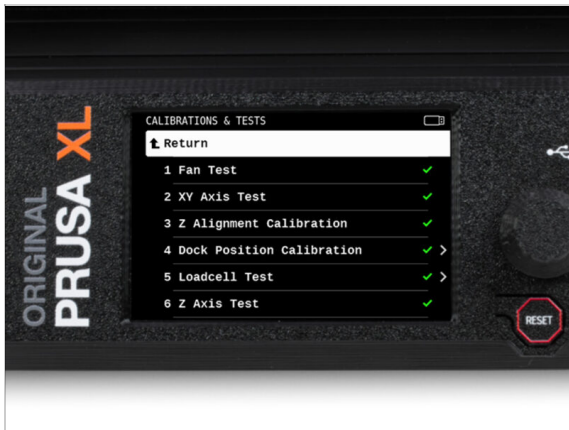 ORIGINAL
PRUSA XL
CALIBRATIONS & TESTS
Return
1 Fan Test
2 XY Axis Test
3 Z Alignment Calibration
4 Dock Position Calibration
5 Loadcell Test
6 Z Axis Test
RESET